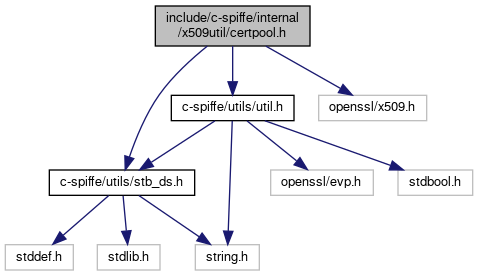 include/c-spiffe/internal
/x509util/certpool.h
c-spiffe/utils/util.h
openssl/x509.h
c-spiffe/utils/stb_ds.h
openssl/evp.h
stdbool.h
stddef.h
stdlib.h
string.h